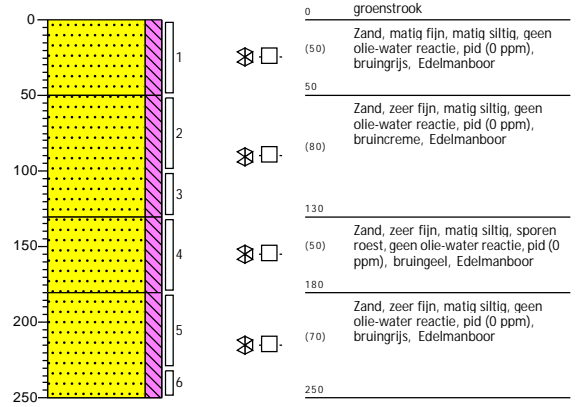 0
50
100
150
200
250
1
2
3
4
5
6
0 groenstrook
(50) Zand, matig fijn, matig siltig, geen
olie-water reactie, pid (0 ppm),
bruingrijs, Edelmanboor
50
Zand, zeer fijn, matig siltig, geen
olie-water reactie, pid (0 ppm),
(80) bruincreme, Edelmanboor
130
Zand, zeer fijn, matig siltig, sporen
(50) roest, geen olie-water reactie, pid (0
ppm), bruingeel, Edelmanboor
180
Zand, zeer fijn, matig siltig, geen
olie-water reactie, pid (0 ppm),
(70) bruingrijs, Edelmanboor
250